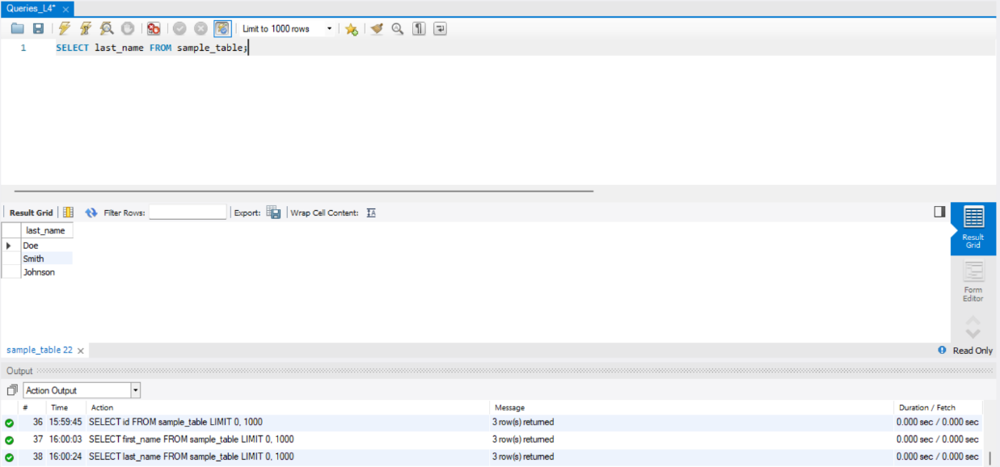 Queries_L4*
Limit to 1000 rows
1 SELECT last_name FROM sample_table;
Result Grid Filter Rows: Export: Wrap Cell Content: IA
last_name
Doe
Smith
Johnson
Result
Grid
Form
Editor
sample_table 22
Read Only
Output
Action Output
# Time Action Message Duration / Fetch
36 15:59:45 SELECT id FROM sample_table LIMIT 0, 1000 3 row(s) returned 0.000 sec / 0.000 sec
37 16:00:03 SELECT first_name FROM sample_table LIMIT 0, 1000 3 row(s) returned 0.000 sec / 0.000 sec
38 16:00:24 SELECT last_name FROM sample_table LIMIT 0, 1000 3 row(s) returned 0.000 sec / 0.000 sec